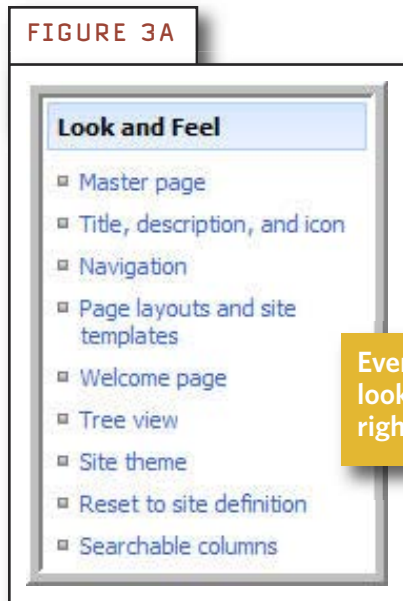 FIGURE 3A
Look and Feel
Master page
Title, description, and icon
Navigation
Page layouts and site
templates
Welcome page
Tree view
Site theme
Reset to site definition
Searchable columns